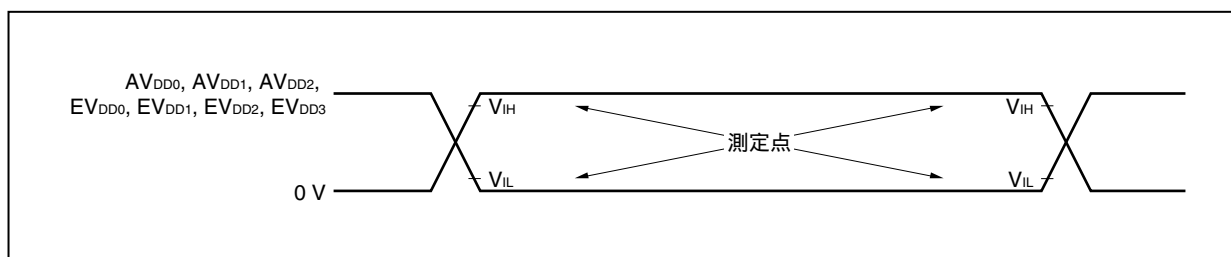 AVDD0, AVDD1, AVDD2,
EVDD0, EVDD1, EVDD2, EVDD3
VIH
VIH
測定点
0 V
VIL
VIL